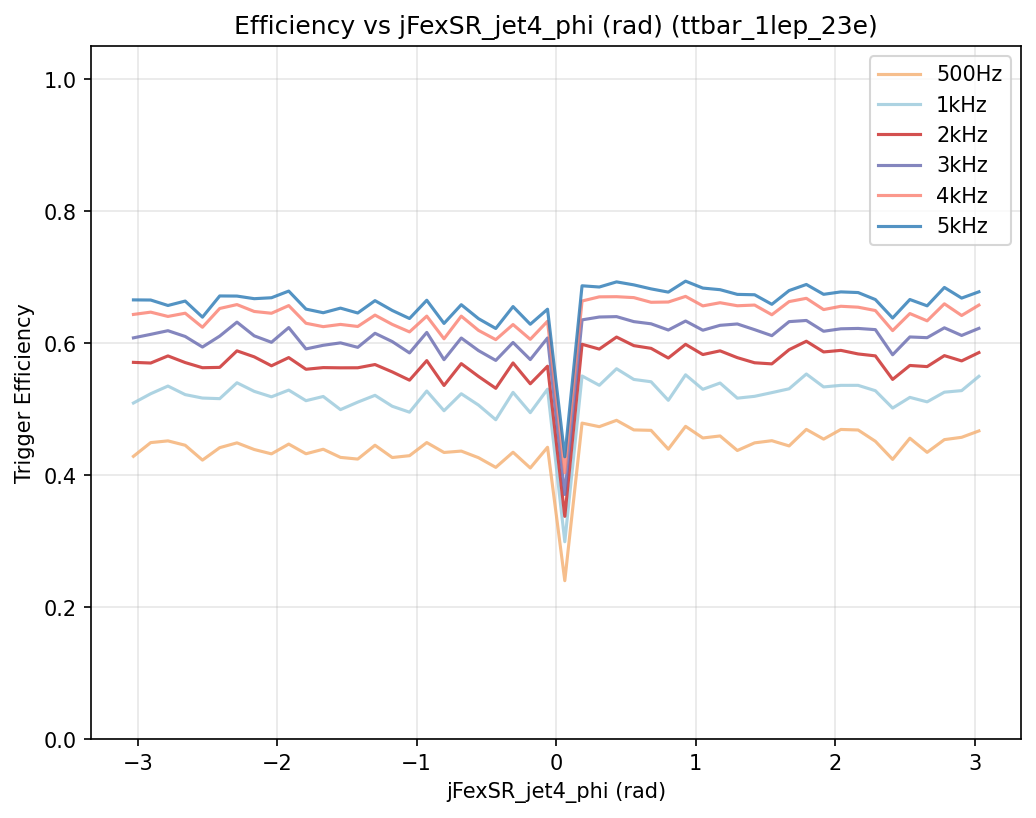 Efficiency vs jFexSR_jet4_phi (rad) (ttbar_1lep_23e)
500Hz
1kHz
2kHz
3kHz
4kHz
5kHz
Trigger Efficiency
1.0
0.8
0.6
0.4
0.2
0.0
−3
−2
−1
0
1
2
3
jFexSR_jet4_phi (rad)